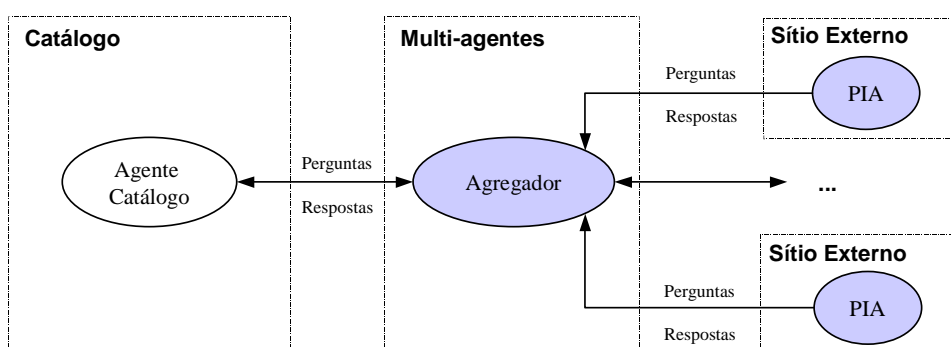 Catálogo
Multi-agentes
Sítio Externo
Perguntas
PIA
Respostas
Agente
Catálogo
Perguntas
Respostas
Agregador
...
Sítio Externo
Perguntas
PIA
Respostas